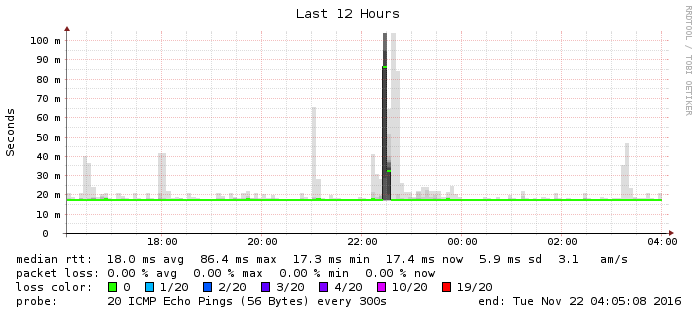 Last 12 Hours
RRDTOOL / TOBI OETIKER
Seconds
100 m
90 m
80 m
70 m
60 m
50 m
40 m
30 m
20 m
10 m
0
18:00 20:00 22:00 00:00 02:00 04:00
median rtt: 18.0 ms avg 86.4 ms max 17.3 ms min 17.4 ms now 5.9 ms sd 3.1 am/s
packet loss: 0.00 % avg 0.00 % max 0.00 % min 0.00 % now
loss color: 0 1/20 2/20 3/20 4/20 10/20 19/20
probe: 20 ICMP Echo Pings (56 Bytes) every 300s end: Tue Nov 22 04:05:08 2016